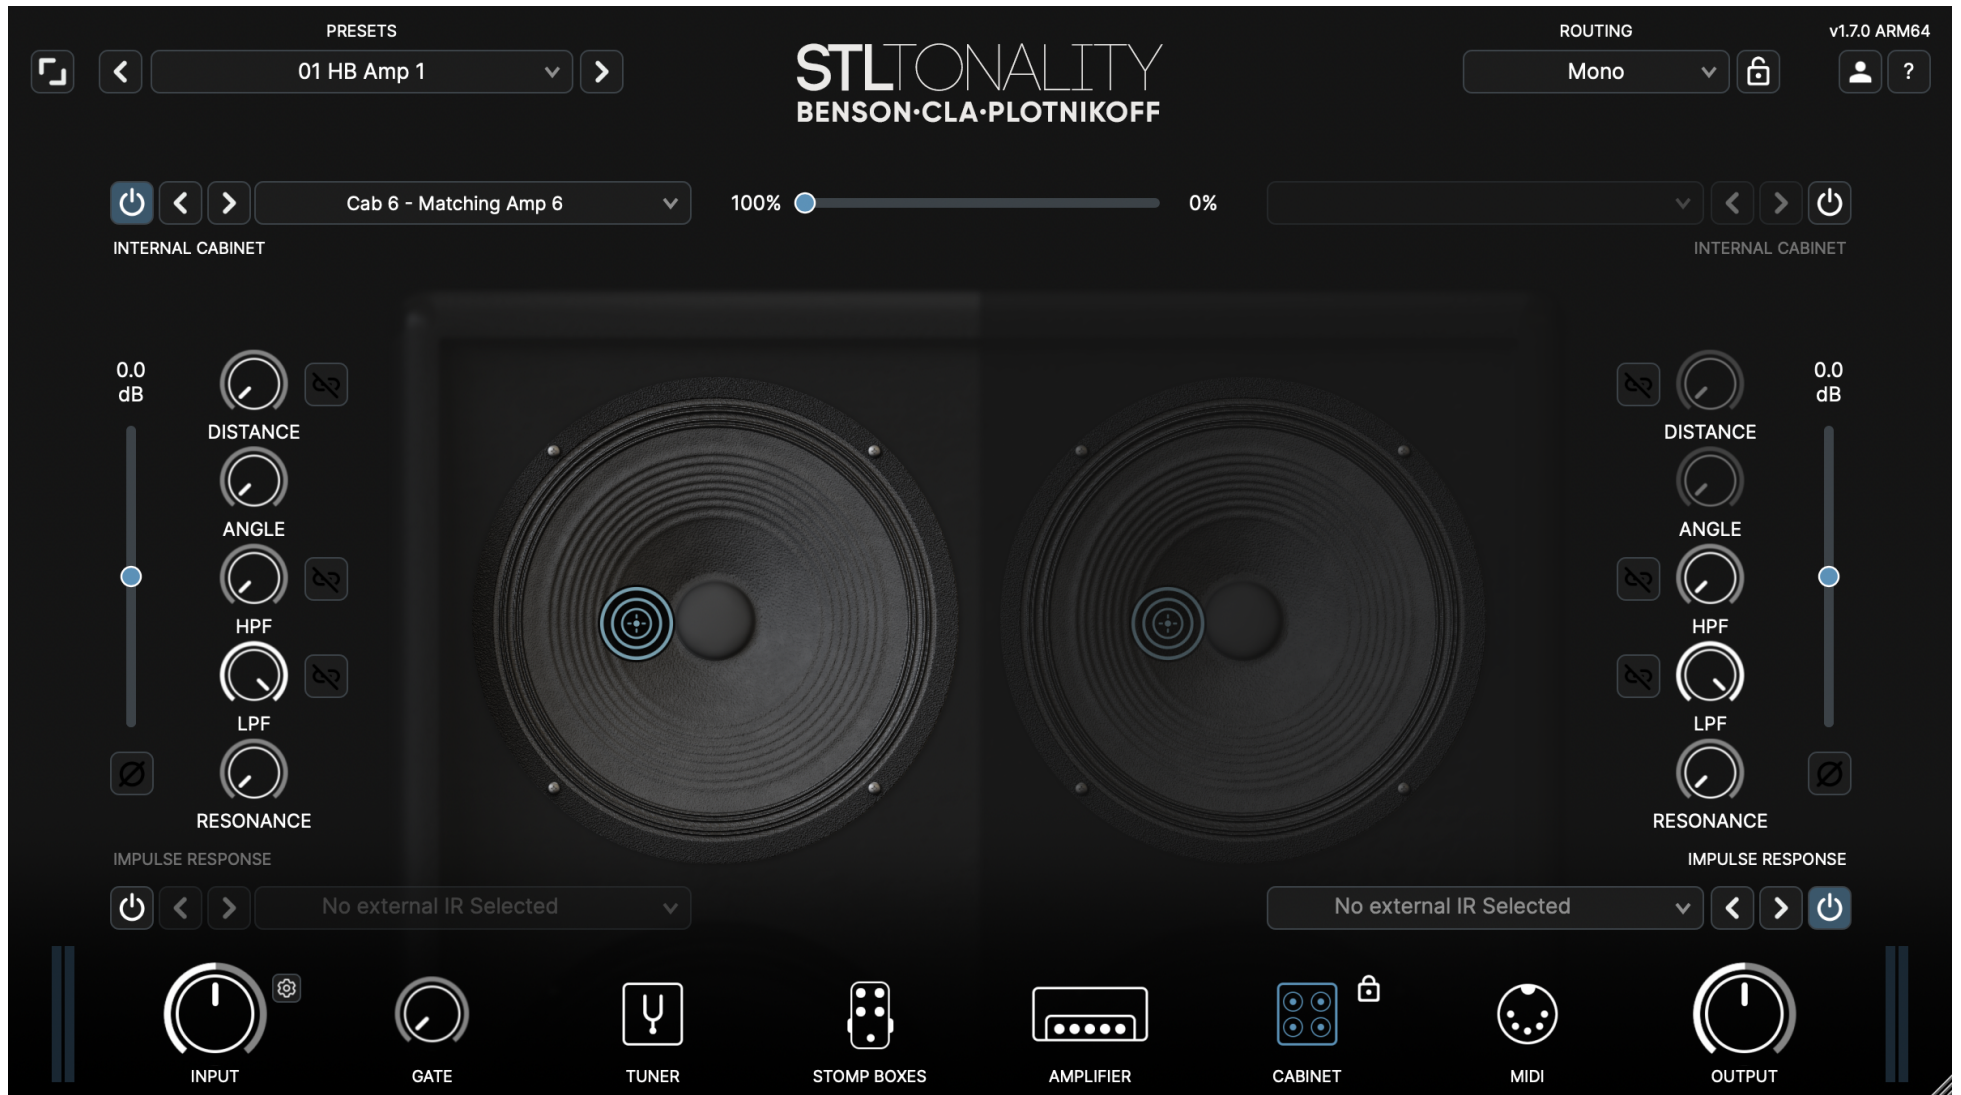 PRESETS
01 HB Amp 1
STLTONALITY
BENSON·CLA·PLOTNIKOFF
ROUTING
Mono
v1.7.0 ARM64
?
Cab 6 - Matching Amp 6
100%
0%
INTERNAL CABINET
INTERNAL CABINET
0.0
dB
DISTANCE
ANGLE
HPF
LPF
RESONANCE
0.0
dB
DISTANCE
ANGLE
HPF
LPF
RESONANCE
IMPULSE RESPONSE
No external IR Selected
IMPULSE RESPONSE
No external IR Selected
INPUT
GATE
TUNER
STOMP BOXES
AMPLIFIER
CABINET
MIDI
OUTPUT